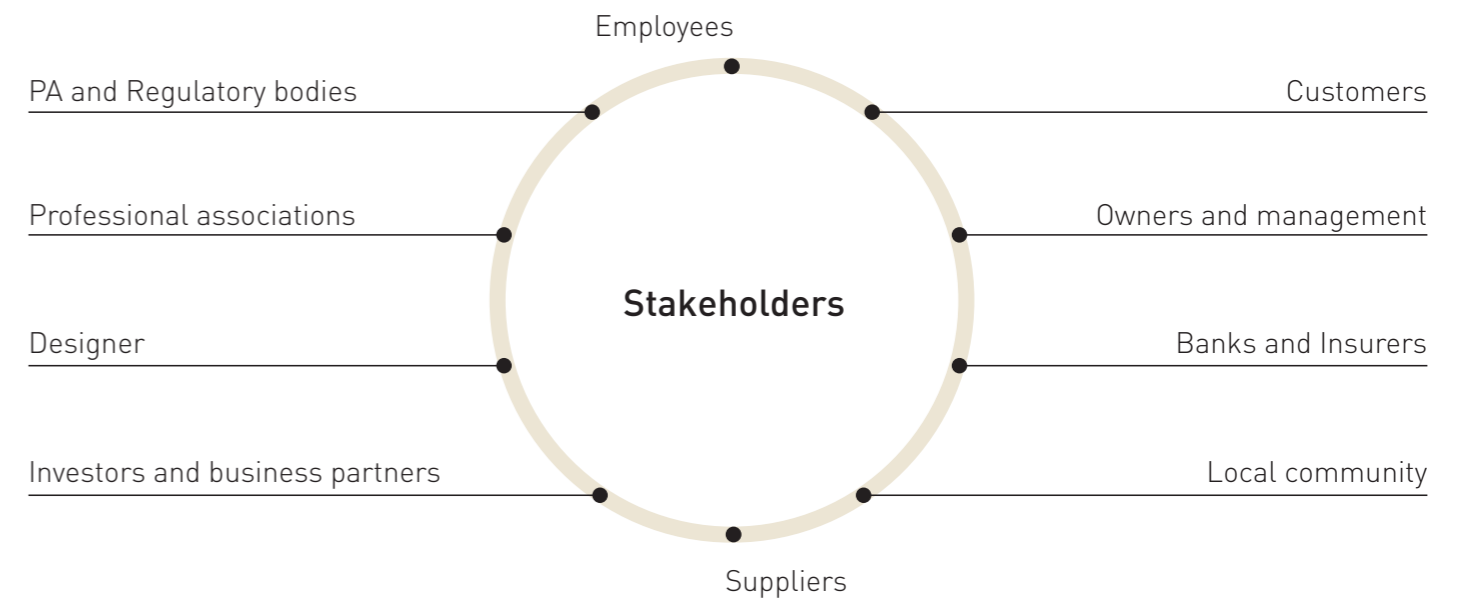 Employees
PA and Regulatory bodies
Customers
Professional associations
Owners and management
Stakeholders
Designer
Banks and Insurers
Investors and business partners
Local community
Suppliers